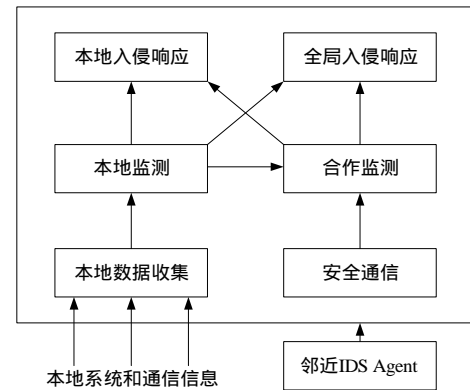 本地入侵响应
全局入侵响应
本地监测
合作监测
本地数据收集
安全通信
本地系统和通信信息
邻近IDS Agent